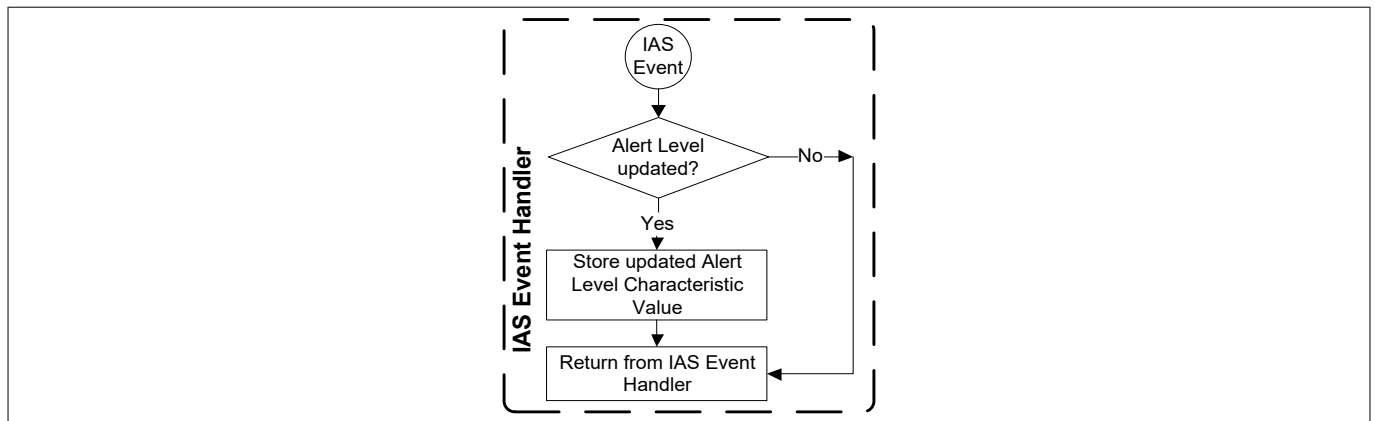 IAS
Event
Alert Level
updated?
No
Yes
Store updated Alert
Level Characteristic
Value
Return from IAS Event
Handler
IAS Event Handler